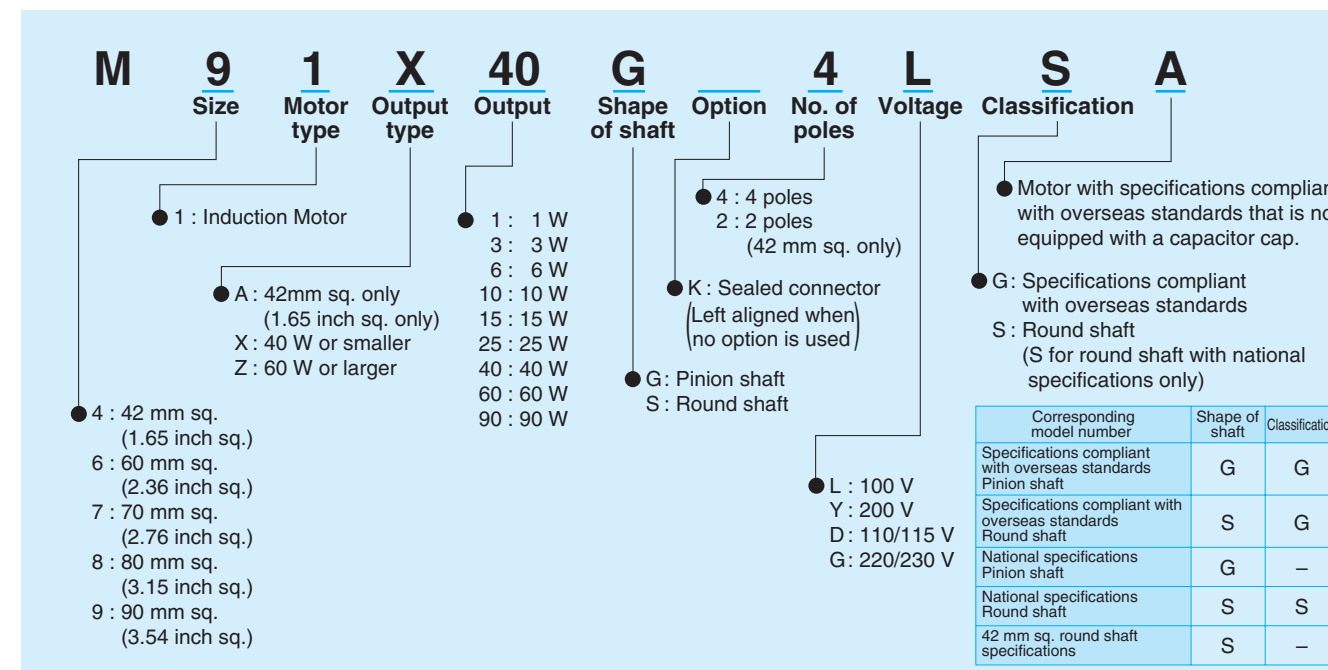 M 9 1 X 40 G 4 L S A
Size Motor type Output type Output Shape of shaft Option No. of poles Voltage Classification
1 : Induction Motor
A : 42mm sq. only
(1.65 inch sq. only)
X : 40 W or smaller
Z : 60 W or larger
4 : 42 mm sq.
(1.65 inch sq.)
6 : 60 mm sq.
(2.36 inch sq.)
7 : 70 mm sq.
(2.76 inch sq.)
8 : 80 mm sq.
(3.15 inch sq.)
9 : 90 mm sq.
(3.54 inch sq.)
1 : 1 W
3 : 3 W
6 : 6 W
10 : 10 W
15 : 15 W
25 : 25 W
40 : 40 W
60 : 60 W
90 : 90 W
4 : 4 poles
2 : 2 poles
(42 mm sq. only)
K : Sealed connector
(Left aligned when
no option is used)
G : Pinion shaft
S : Round shaft
L : 100 V
Y : 200 V
D : 110/115 V
G : 220/230 V
Motor with specifications
with overseas standards that is
equipped with a capacitor cap.
G : Specifications compliant
with overseas standards
S : Round shaft
(S for round shaft with national
specifications only)
Corresponding
model number
Shape of
shaft
Specifications compliant
with overseas standards
Pinion shaft
G G
Specifications compliant with
overseas standards
Round shaft
S G
National specifications
Pinion shaft
G –
National specifications
Round shaft
S S
42 mm sq. round shaft
specifications
S –